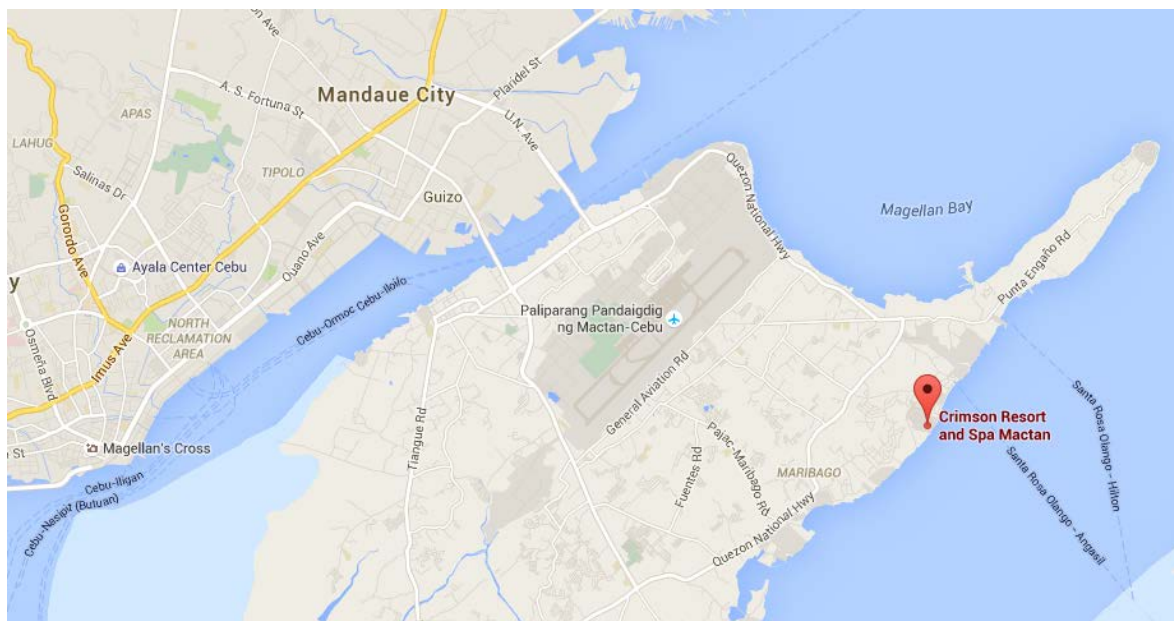 on Ave
Plaridel St
A. S. Fortuna St
Mandaue City
APAS
U.N. Ave
LAHUG
Salinas Dr
TIPOLO
Guizo
Quezon National Hwy
Magellan Bay
Gorordo Ave
Ouano Ave
Punta Engaño Rd
Ayala Center Cebu
y
Cebu-Ormoc Cebu-Iloilo
Paliparang Pandaigdig
ng Mactan-Cebu
NORTH
RECLAMATION
AREA
Osmeña Blvd
Imus Ave
General Aviation Rd
Santa Rosa Olango - Hilton
Crimson Resort
and Spa Mactan
Tiangue Rd
Pajac-Maribago Rd
Magellan's Cross
n St
Fuentes Rd
MARIBAGO
Santa Rosa Olango - Angasil
Cebu-Iligan
Cebu-Nasipit (Butuan)
Quezon National Hwy